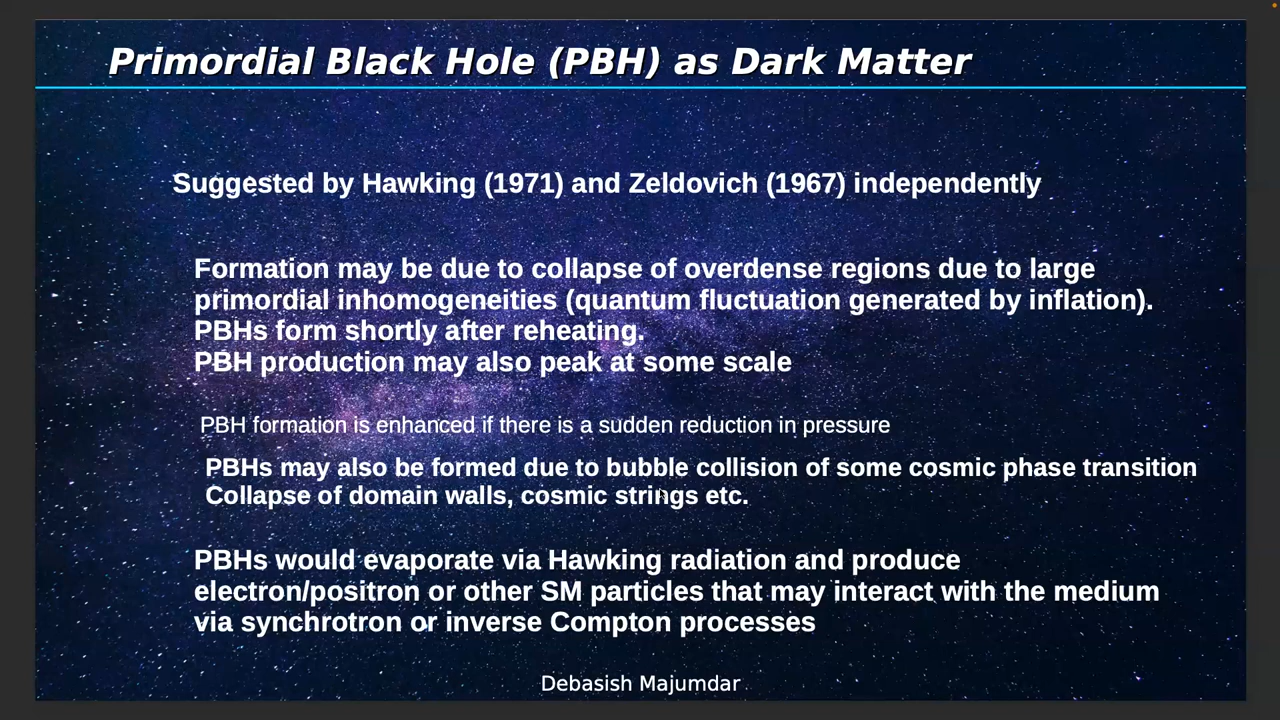 Primordial Black Hole (PBH) as Dark Matter
Suggested by Hawking (1971) and Zeldovich (1967) independently
Formation may be due to collapse of overdense regions due to large
primordial inhomogeneities (quantum fluctuation generated by inflation).
PBHs form shortly after reheating.
PBH production may also peak at some scale
PBH formation is enhanced if there is a sudden reduction in pressure
PBHs may also be formed due to bubble collision of some cosmic phase transition
Collapse of domain walls, cosmic strings etc.
PBHs would evaporate via Hawking radiation and produce
electron/positron or other SM particles that may interact with the medium
via synchrotron or inverse Compton processes
Debasish Majumdar